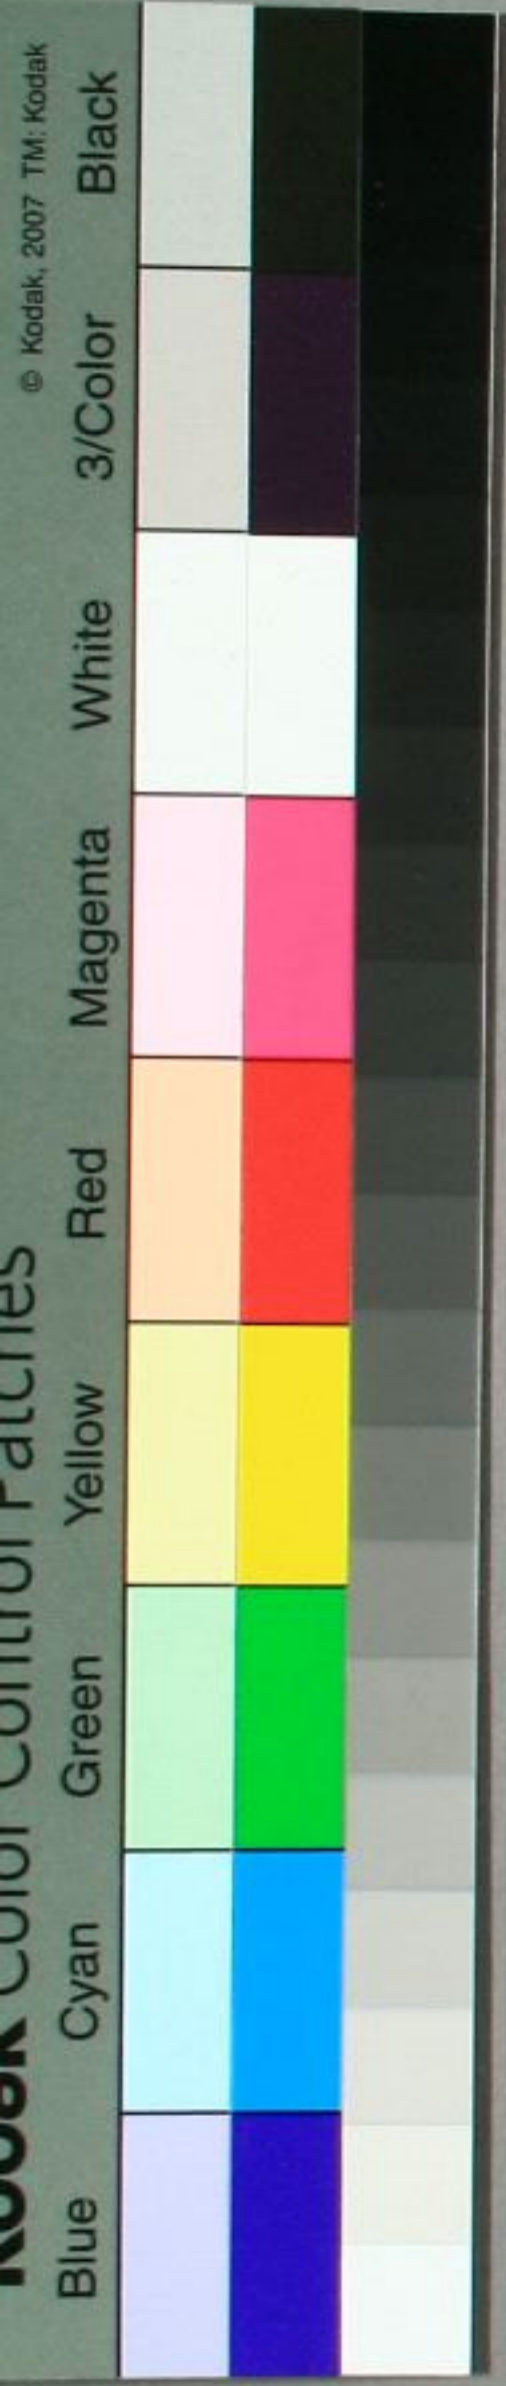 KODAK Color Control Patches
© Kodak, 2007 TM: Kodak
Blue Cyan Green Yellow Red Magenta White 3/Color Black